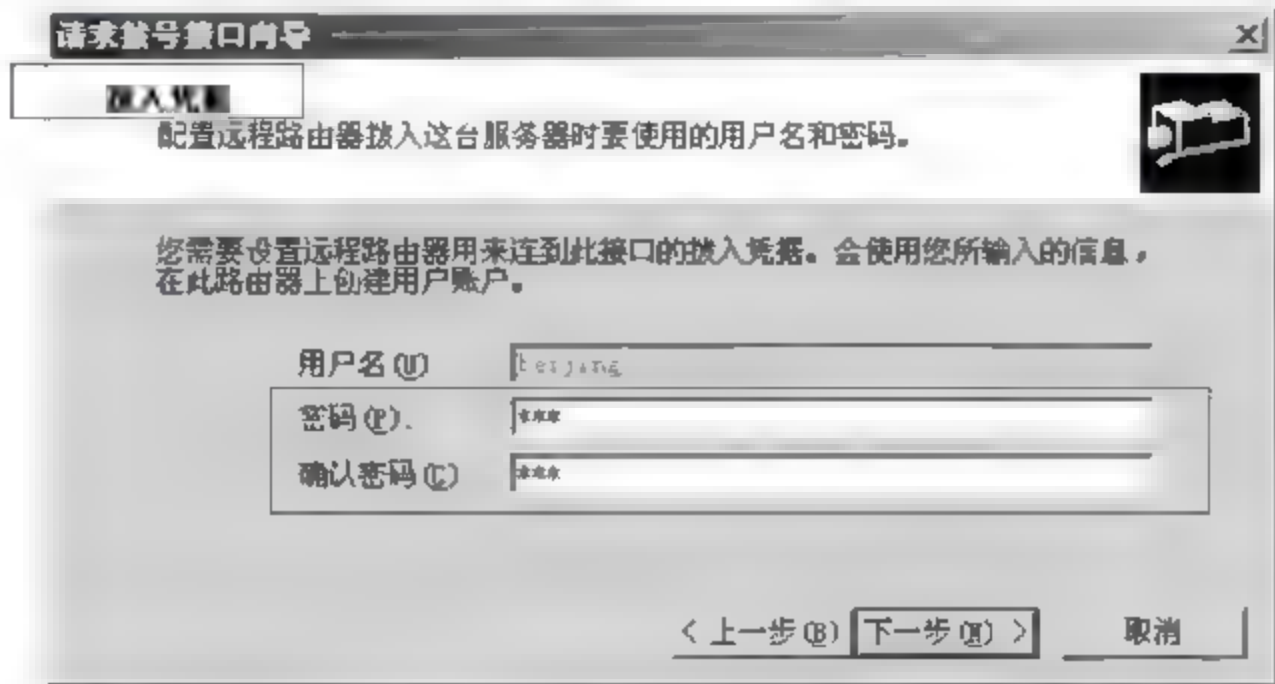 请求拨号接口向导
拨入凭据
配置远程路由器拨入这台服务器时要使用的用户名和密码。
您需要设置远程路由器用来连到此接口的拨入凭据。会使用您所输入的信息，
在此路由器上创建用户账户。
用户名(U) beijing
密码(P). ***
确认密码(C) ***
< 上一步(B) 下一步(N) > 取消